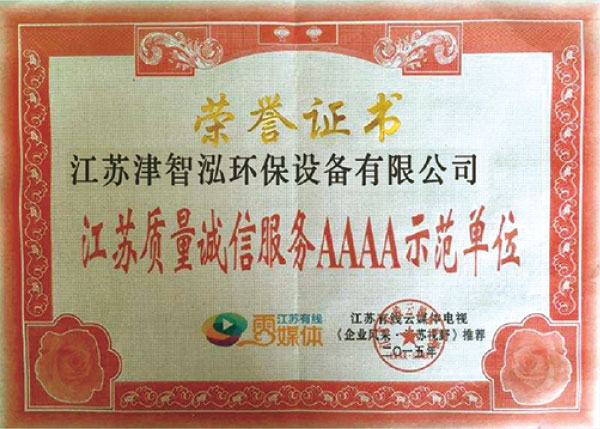 荣誉证书
江苏津智泓环保设备有限公司
江苏质量诚信服务AAAA示范单位
江苏有线
云媒体
江苏有线云媒体电视
《企业风采·苏视野》推荐
二〇一五年